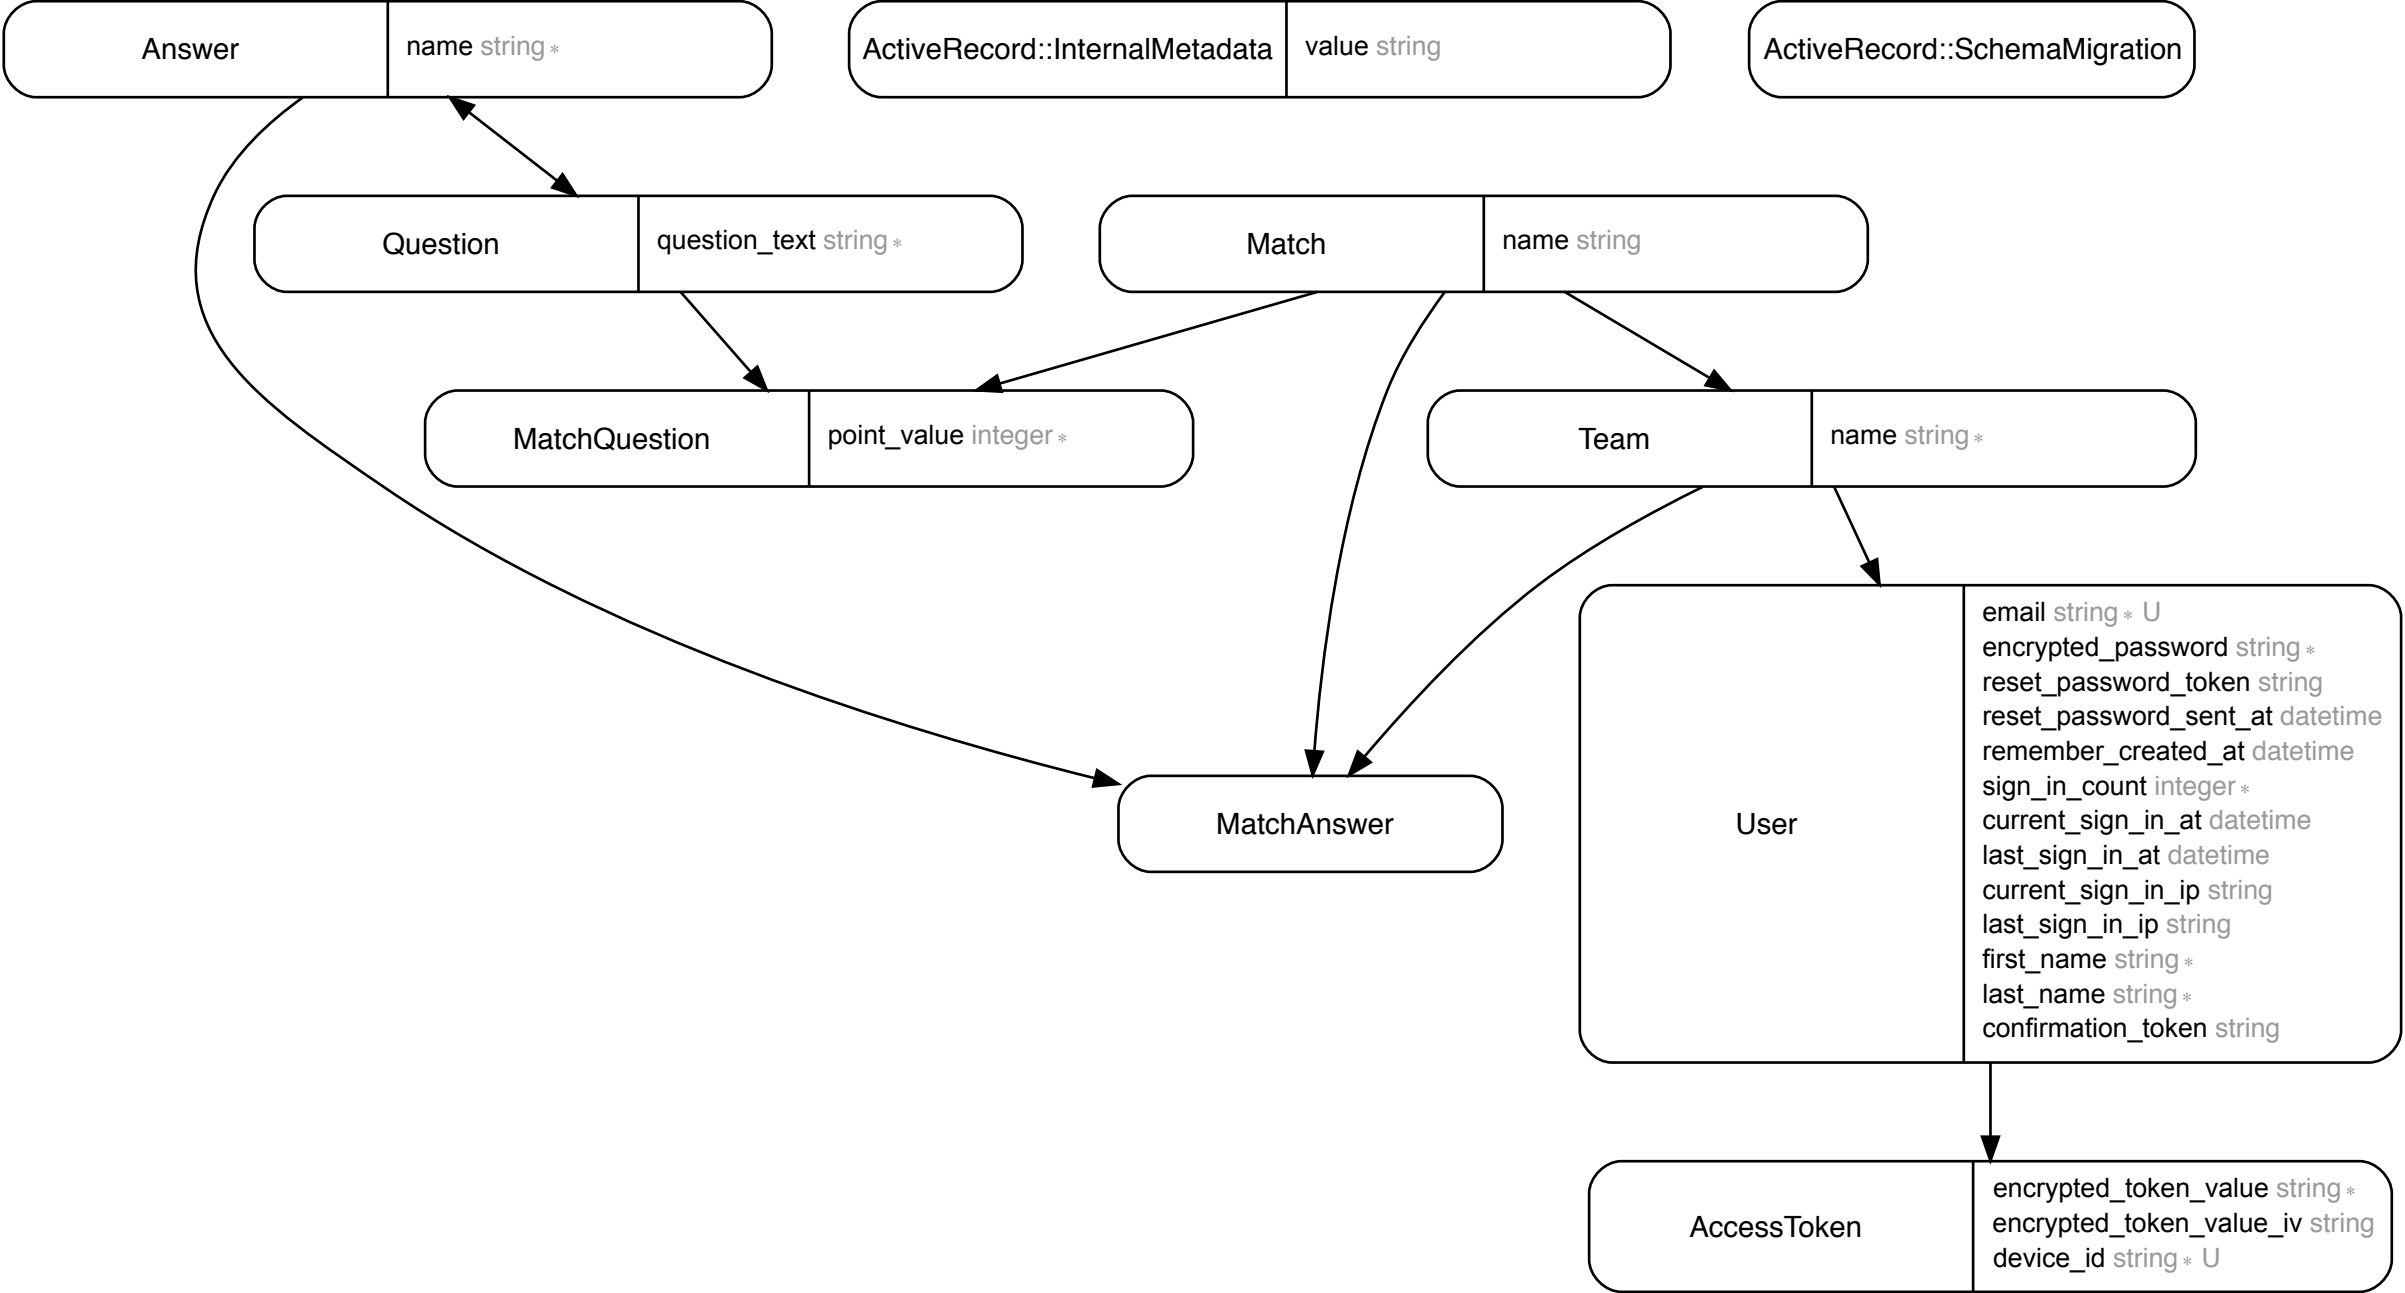 Answer
name string *
ActiveRecord::InternalMetadata
value string
ActiveRecord::SchemaMigration
Question
question_text string *
Match
name string
MatchQuestion
point_value integer *
Team
name string *
MatchAnswer
User
email string * U
encrypted_password string *
reset_password_token string
reset_password_sent_at datetime
remember_created_at datetime
sign_in_count integer *
current_sign_in_at datetime
last_sign_in_at datetime
current_sign_in_ip string
last_sign_in_ip string
first_name string *
last_name string *
confirmation_token string
AccessToken
encrypted_token_value string *
encrypted_token_value_iv string
device_id string * U